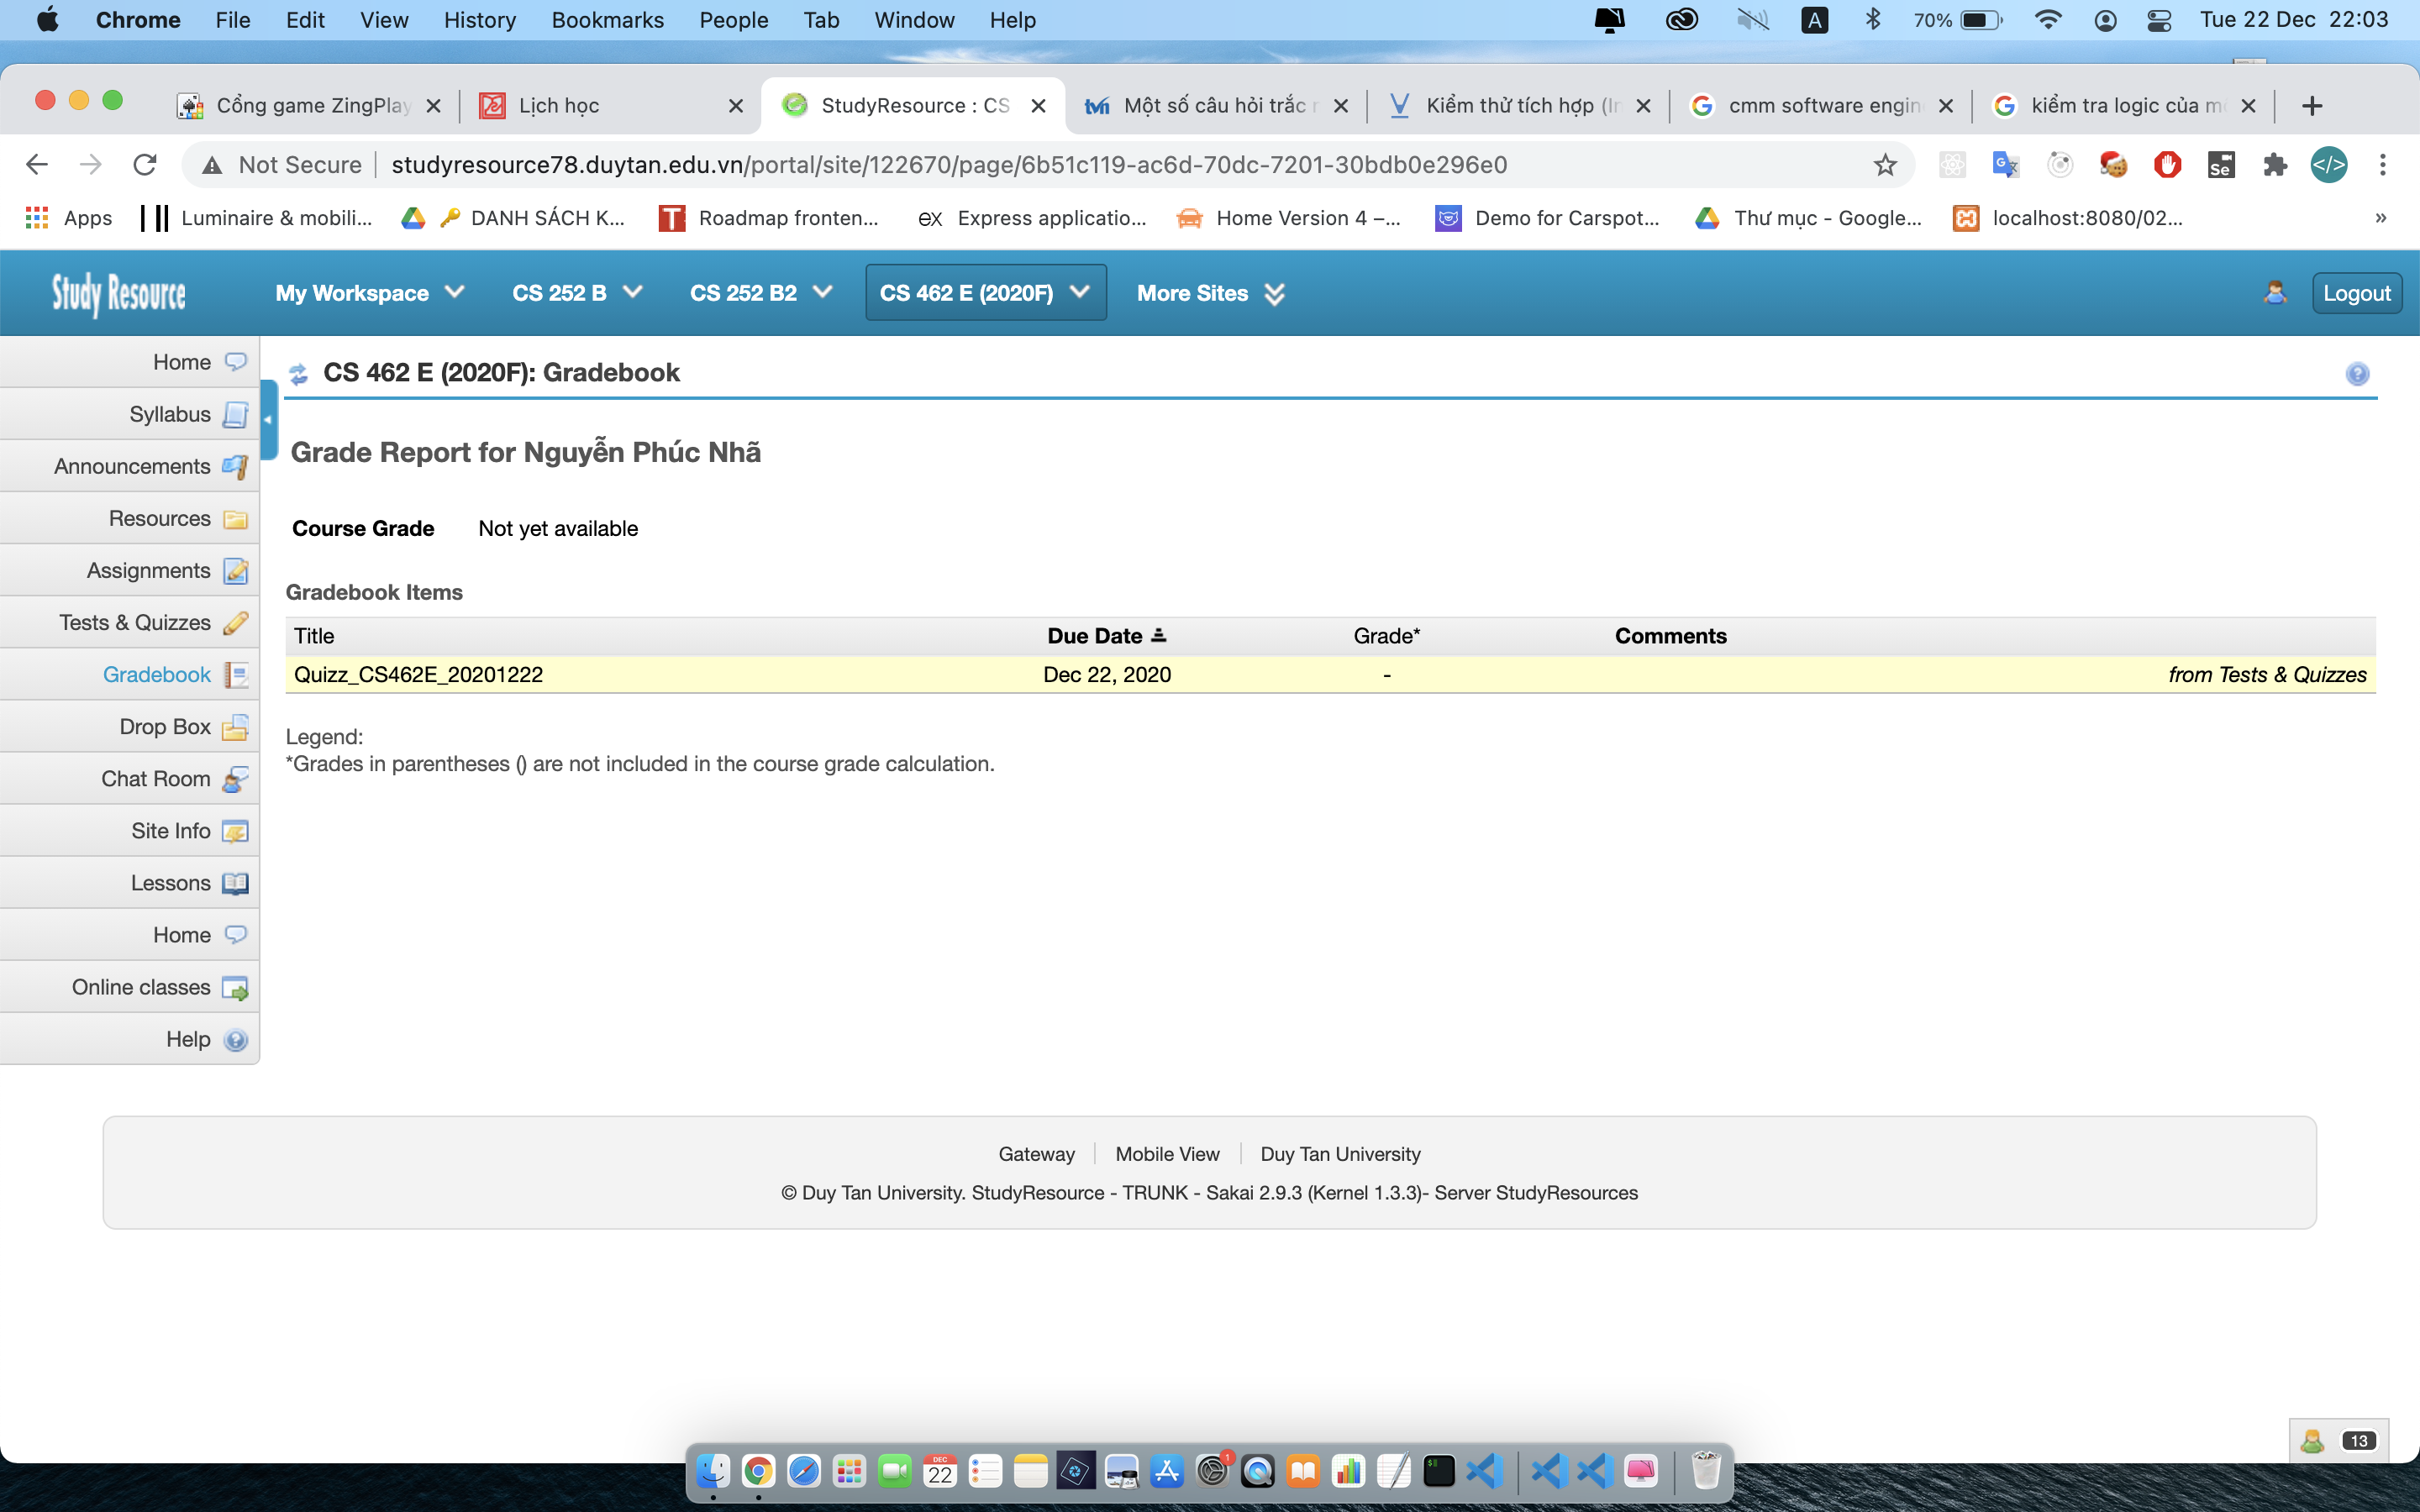 Chrome File Edit View History Bookmarks People Tab Window Help A 70% Tue 22 Dec 22:03
Cổng game ZingPlay Lịch học StudyResource : CS Một số câu hỏi trắc Kiểm thử tích hợp (Ir cmm software engin kiểm tra logic của m
Not Secure studyresource78.duytan.edu.vn/portal/site/122670/page/6b51c119-ac6d-70dc-7201-30bdb0e296e0
Apps Luminaire & mobili... DANH SÁCH K... Roadmap fronten... ex Express applicatio... Home Version 4 –... Demo for Carspot... Thư mục - Google... localhost:8080/02... »
Study Resource My Workspace CS 252 B CS 252 B2 CS 462 E (2020F) More Sites Logout
Home
Syllabus
Announcements
Resources
Assignments
Tests & Quizzes
Gradebook
Drop Box
Chat Room
Site Info
Lessons
Home
Online classes
Help
CS 462 E (2020F): Gradebook
Grade Report for Nguyễn Phúc Nhã
Course Grade Not yet available
Gradebook Items
Title Due Date Grade* Comments
Quizz_CS462E_20201222 Dec 22, 2020 - from Tests & Quizzes
Legend:
*Grades in parentheses () are not included in the course grade calculation.
Gateway Mobile View Duy Tan University
© Duy Tan University. StudyResource - TRUNK - Sakai 2.9.3 (Kernel 1.3.3)- Server StudyResources
13
DEC
22
1